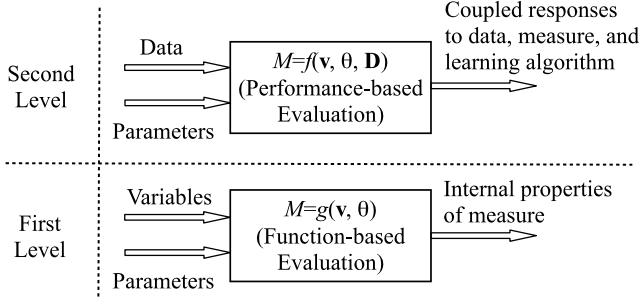 Second
Level
Data
Parameters
M=f(v, θ, D)
(Performance-based
Evaluation)
Coupled responses
to data, measure, and
learning algorithm
First
Level
Variables
Parameters
M=g(v, θ)
(Function-based
Evaluation)
Internal properties
of measure